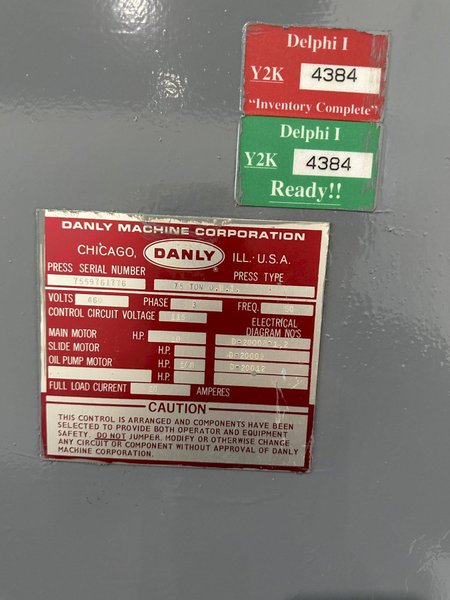 Delphi I
Y2K 4384
"Inventory Complete"
Delphi I
Y2K 4384
Ready!!
DANLY MACHINE CORPORATION
CHICAGO, DANLY ® ILL. U.S.A.
PRESS SERIAL NUMBER PRESS TYPE
75 TON
VOLTS 460 PHASE 3 FREQ. 60
CONTROL CIRCUIT VOLTAGE 115
ELECTRICAL
DIAGRAM NO'S
MAIN MOTOR H.P.
SLIDE MOTOR H.P.
OIL PUMP MOTOR H.P.
H.P.
FULL LOAD CURRENT AMPERES
CAUTION
THIS CONTROL IS ARRANGED AND COMPONENTS HAVE BEEN
SELECTED TO PROVIDE BOTH OPERATOR AND EQUIPMENT
SAFETY. DO NOT JUMPER, MODIFY OR OTHERWISE CHANGE
ANY CIRCUIT OR COMPONENT WITHOUT APPROVAL OF DANLY
MACHINE CORPORATION.